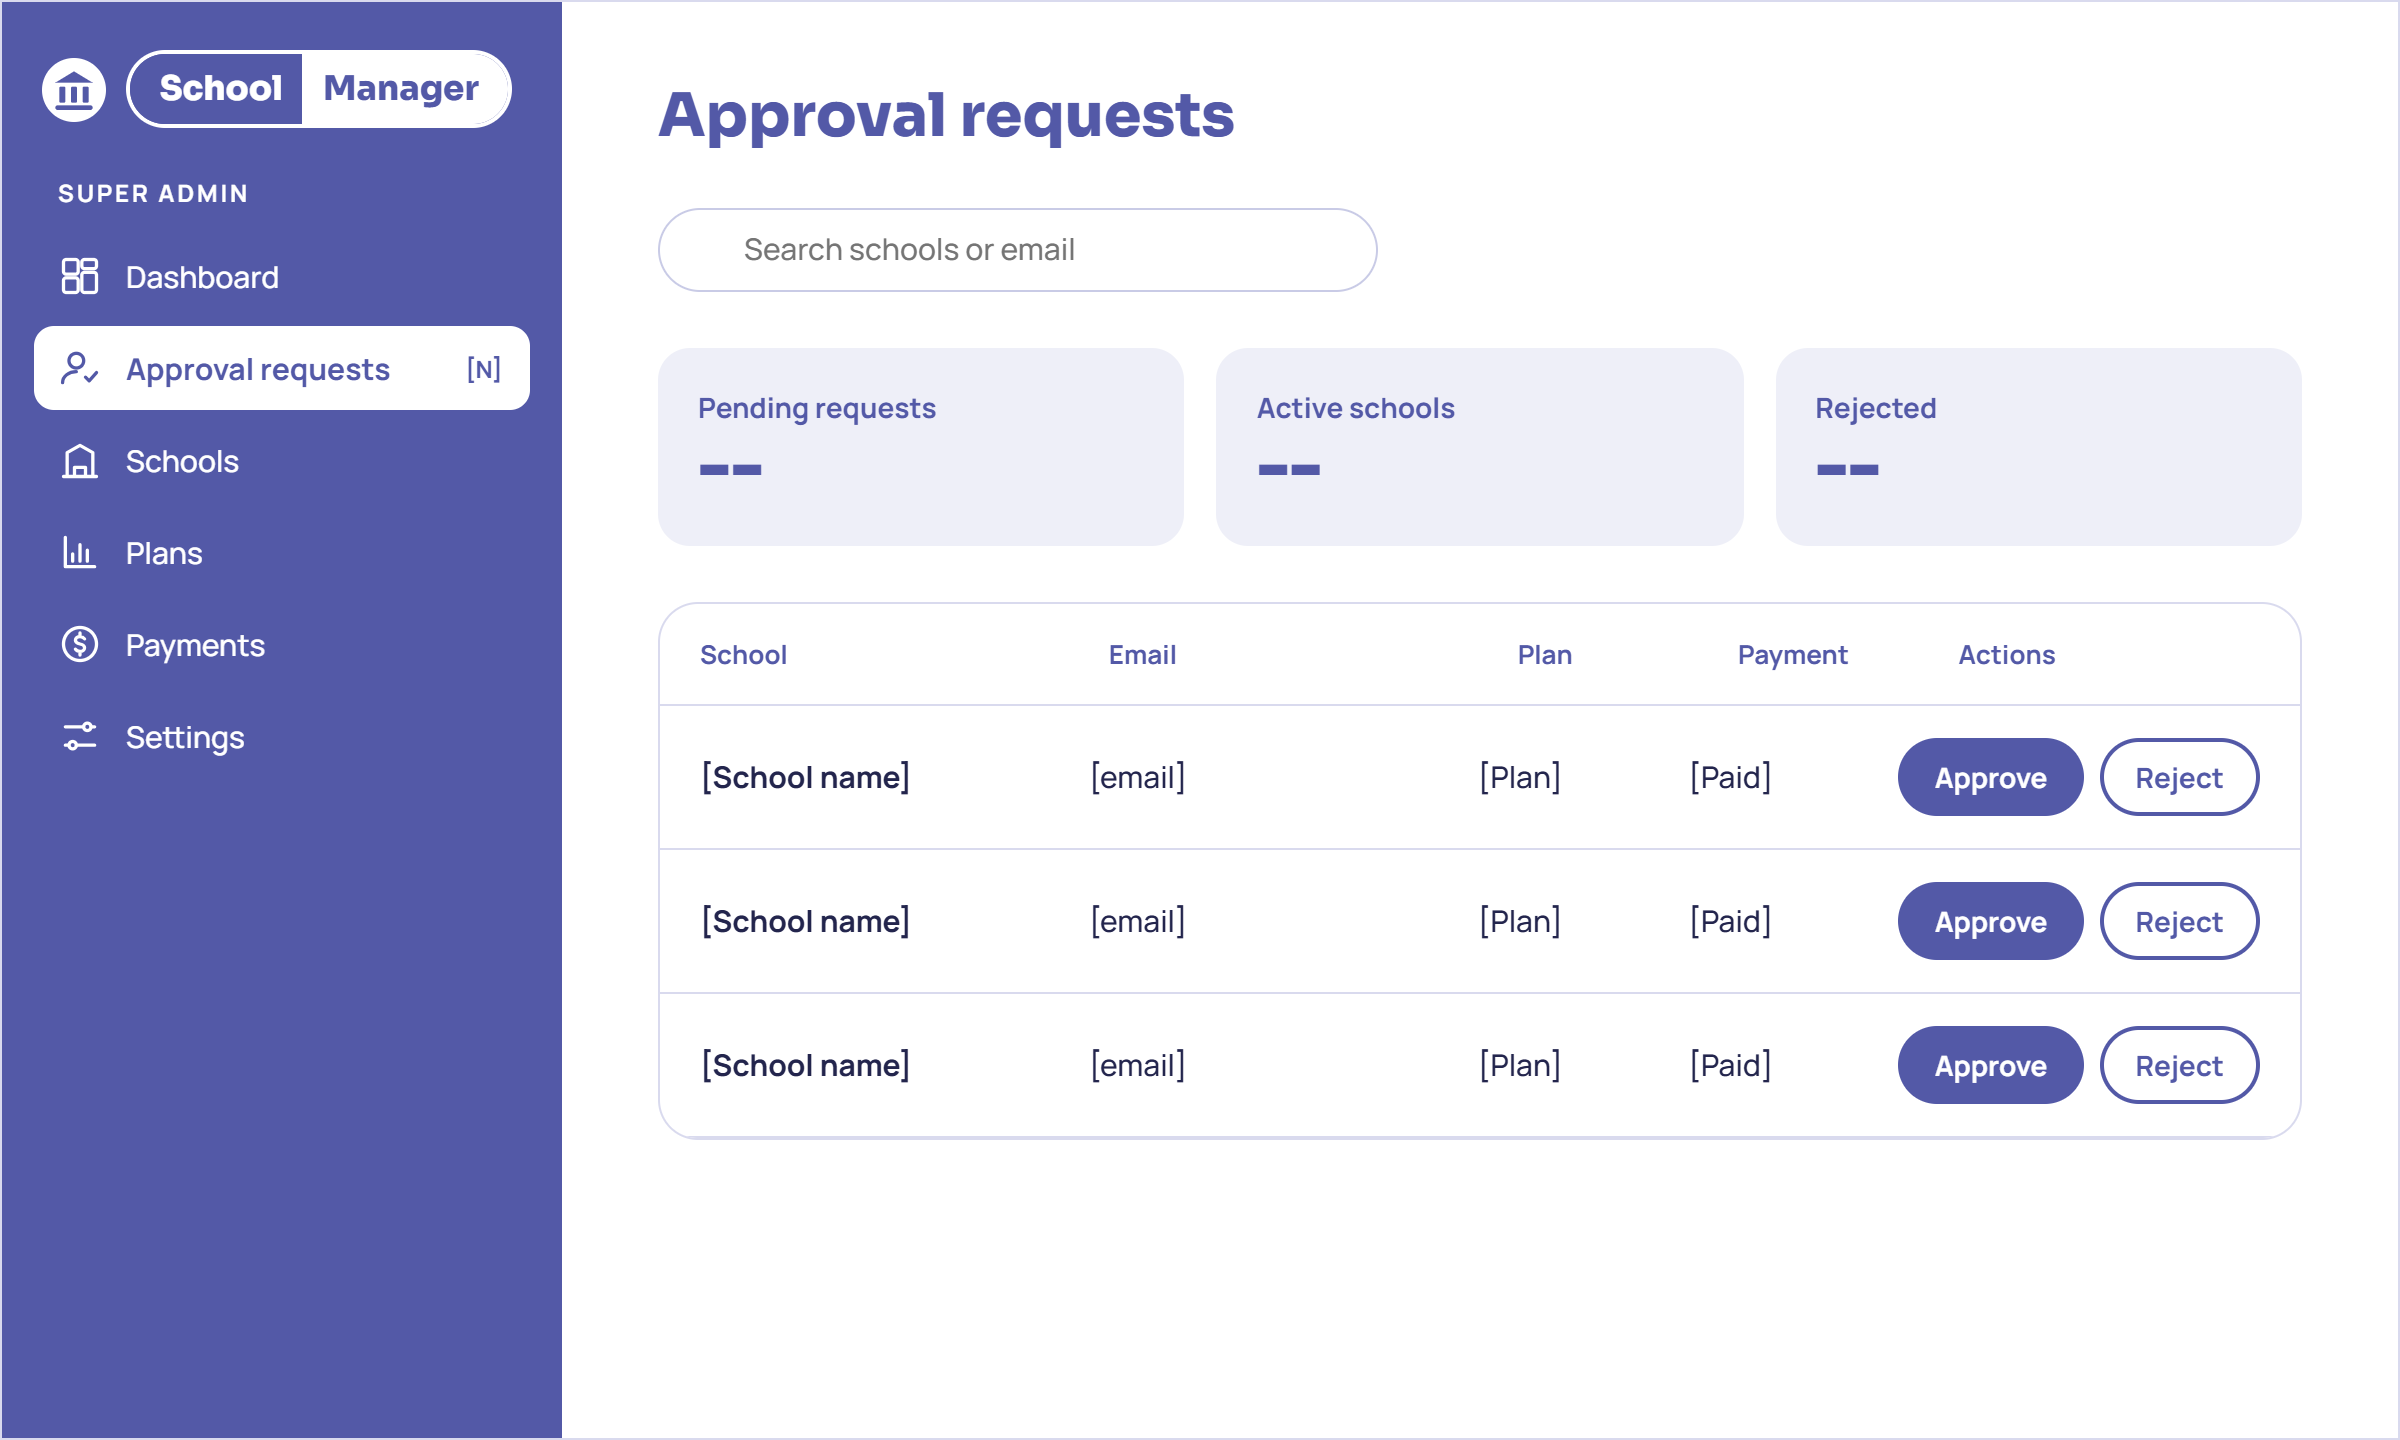 School Manager
SUPER ADMIN
Dashboard
Approval requests [N]
Schools
Plans
Payments
Settings
Approval requests
Search schools or email
Pending requests
--
Active schools
--
Rejected
--
School Email Plan Payment Actions
[School name] [email] [Plan] [Paid] Approve Reject
[School name] [email] [Plan] [Paid] Approve Reject
[School name] [email] [Plan] [Paid] Approve Reject